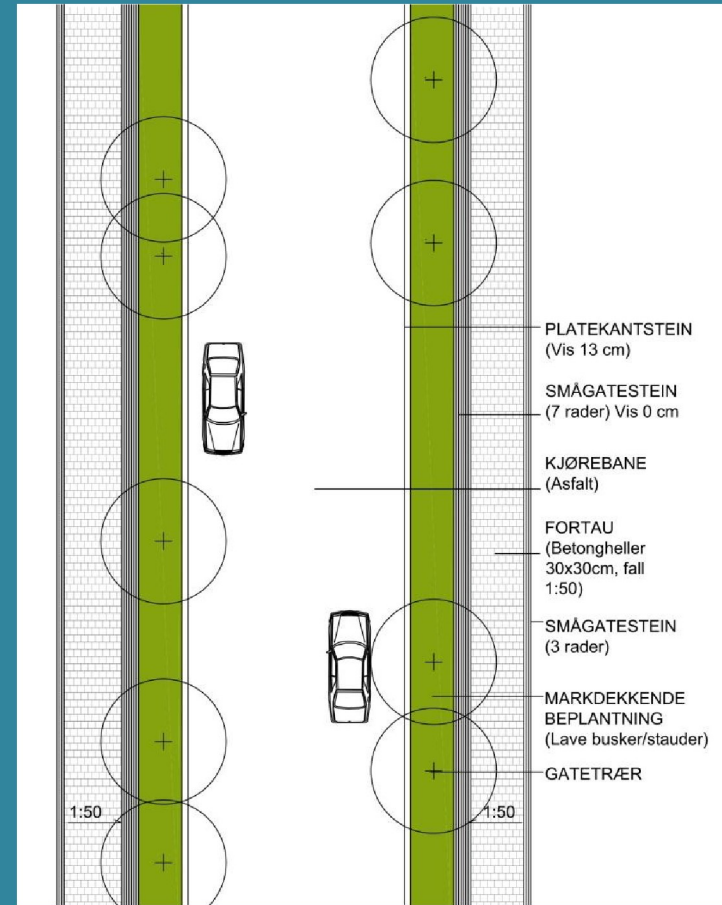 PLATEKANTSTEIN
(Vis 13 cm)
SMÅGATESTEIN
(7 rader) Vis 0 cm
KJØREBANE
(Asfalt)
FORTAU
(Betongheller
30x30cm, fall
1:50)
SMÅGATESTEIN
(3 rader)
MARKDEKKENDE
BEPLANTNING
(Lave busker/stauder)
GATETRÆR
1:50
1:50